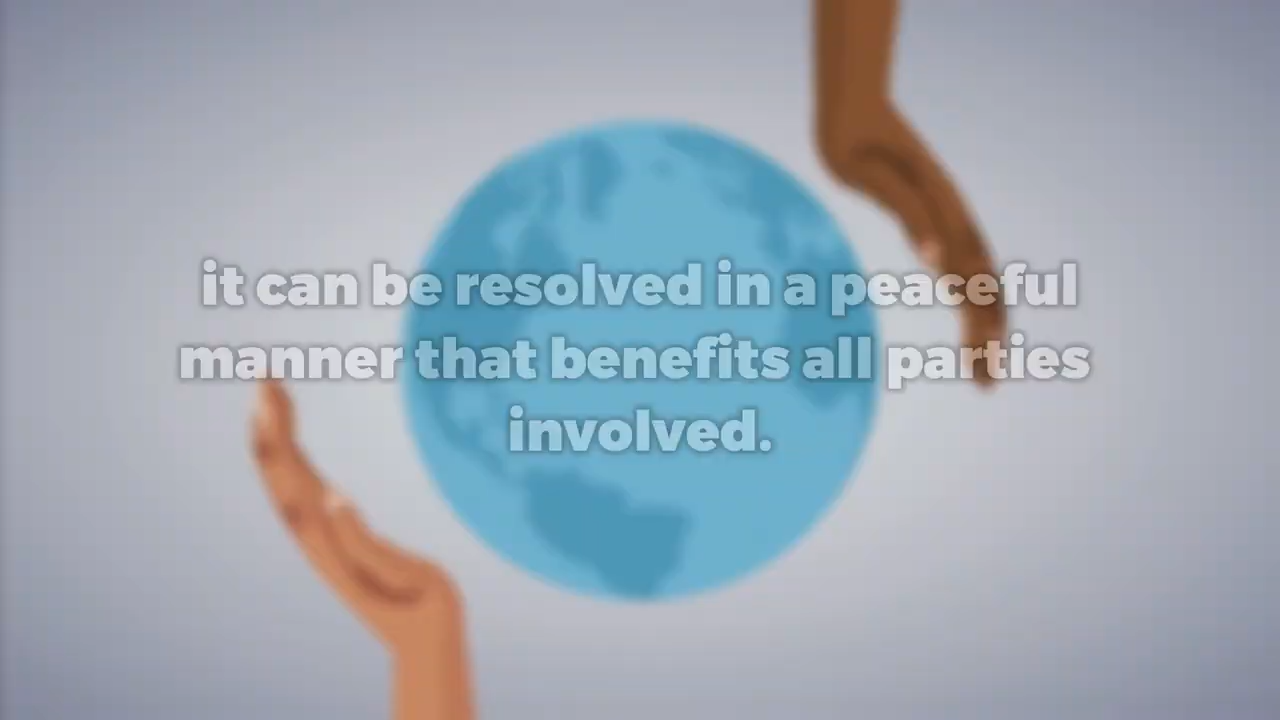 it can be resolved in a peaceful
manner that benefits all parties
involved.